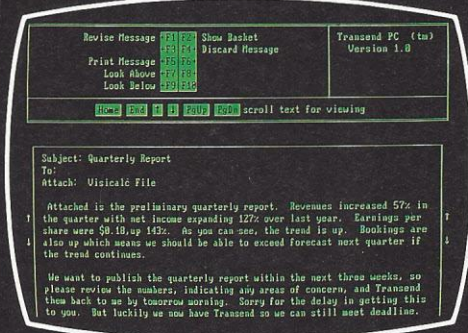 Revise Message F1 F2 Show Basket Transend PC (tm)
F3 F4 Discard Message Version 1.0
Print Message F5 F6
Look Above F7 F8
Look Below F9 F10
Home End ↑ ↓ PgUp PgDn scroll text for viewing
Subject: Quarterly Report
To:
Attach: Visicalc File
Attached is the preliminary quarterly report. Revenues increased 57% in
the quarter with net income expanding 127% over last year. Earnings per
share were $0.18,up 143%. As you can see, the trend is up. Bookings are
also up which means we should be able to exceed forecast next quarter if
the trend continues.
We want to publish the quarterly report within the next three weeks, so
please review the numbers, indicating any areas of concern, and Transend
them back to me by tomorrow morning. Sorry for the delay in getting this
to you. But luckily we now have Transend so we can still meet deadline.